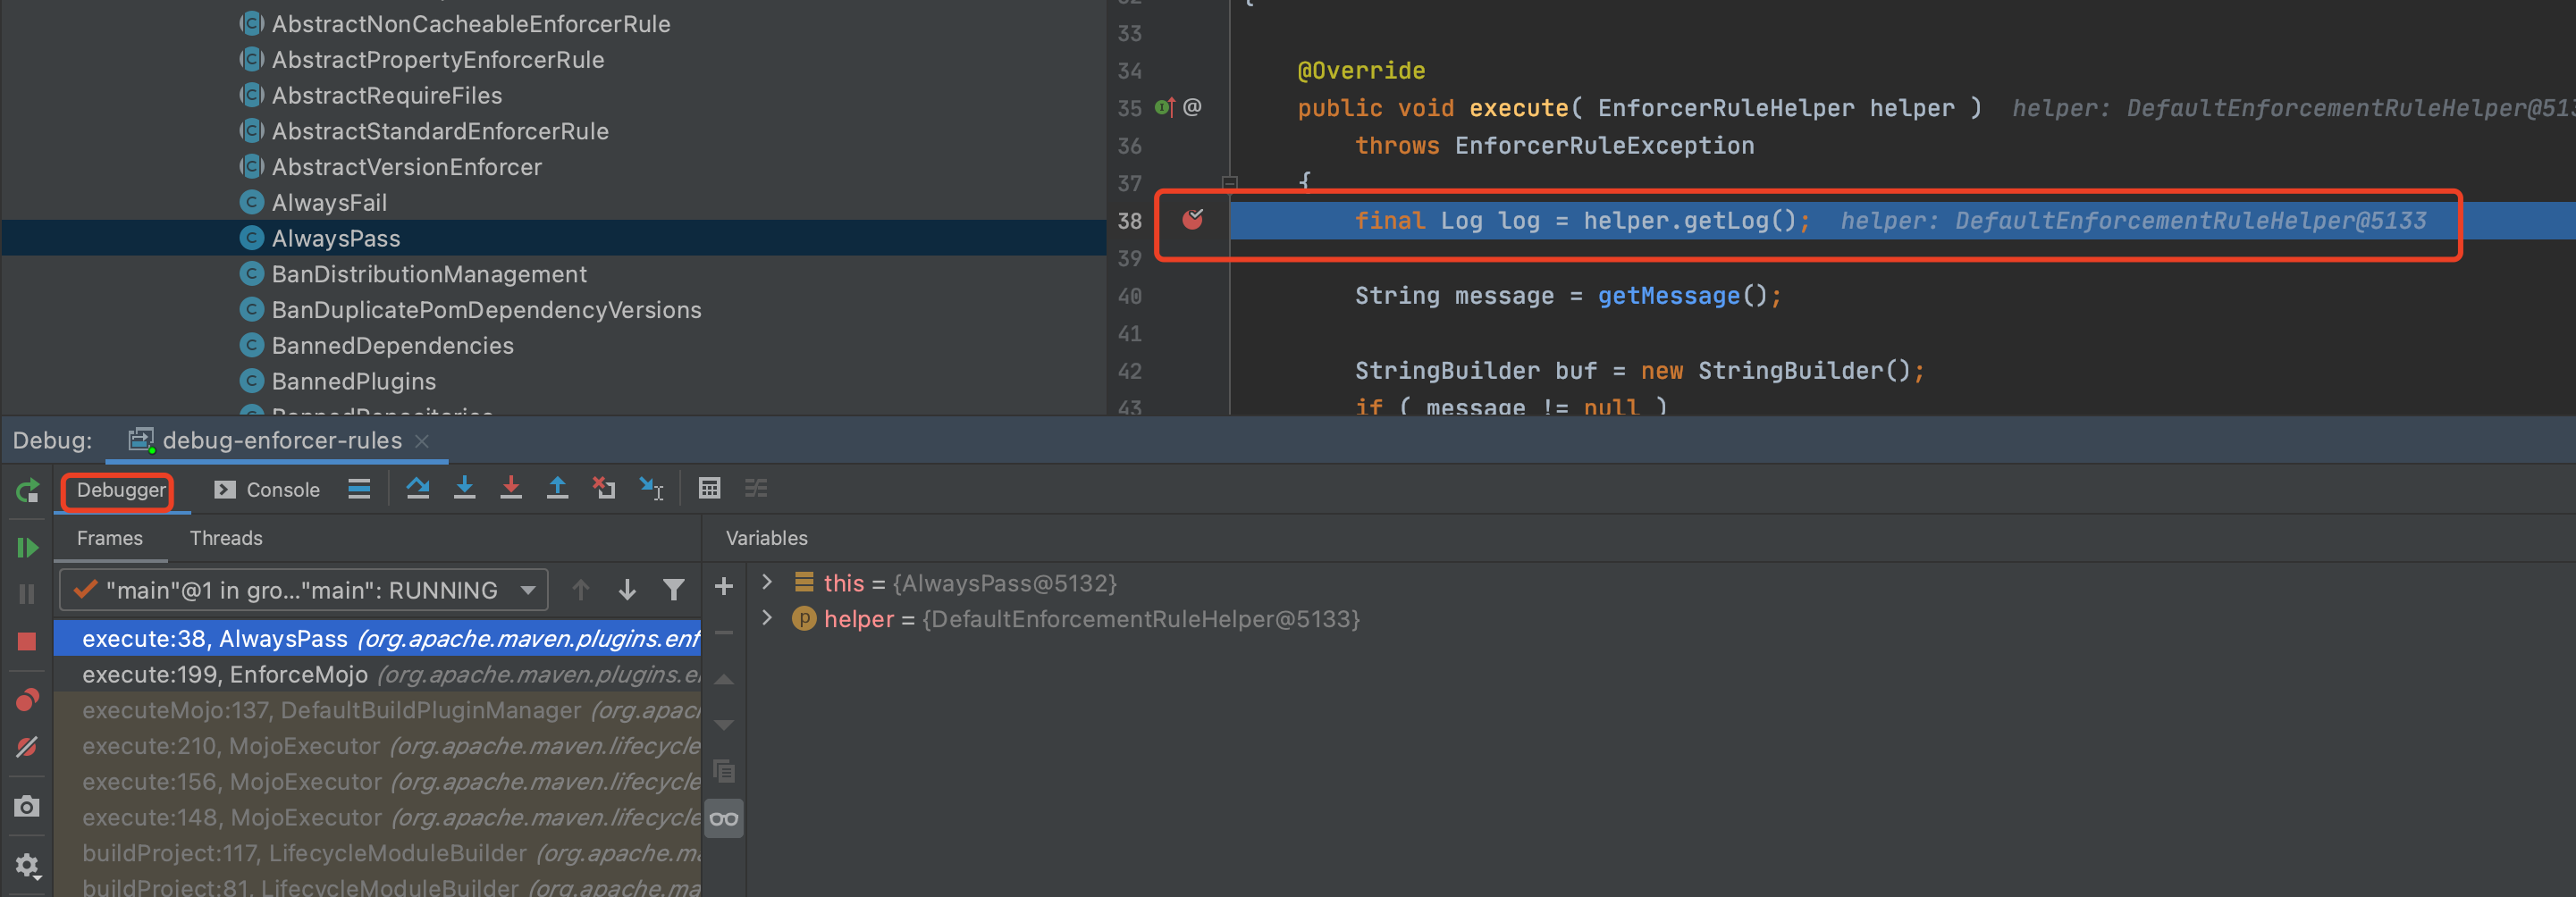 AbstractNonCacheableEnforcerRule
AbstractPropertyEnforcerRule
AbstractRequireFiles
AbstractStandardEnforcerRule
AbstractVersionEnforcer
AlwaysFail
AlwaysPass
BanDistributionManagement
BanDuplicatePomDependencyVersions
BannedDependencies
BannedPlugins
BannedRepositories
32 {
33
34 @Override
35 @ public void execute( EnforcerRuleHelper helper ) helper: DefaultEnforcementRuleHelper@513
36 throws EnforcerRuleException
37 {
38 final Log log = helper.getLog(); helper: DefaultEnforcementRuleHelper@5133
39
40 String message = getMessage();
41
42 StringBuilder buf = new StringBuilder();
43 if ( message != null )
Debug: debug-enforcer-rules
Debugger Console
Frames Threads Variables
"main"@1 in gro..."main": RUNNING
this = {AlwaysPass@5132}
helper = {DefaultEnforcementRuleHelper@5133}
execute:38, AlwaysPass (org.apache.maven.plugins.enf
execute:199, EnforceMojo (org.apache.maven.plugins.e
executeMojo:137, DefaultBuildPluginManager (org.apac
execute:210, MojoExecutor (org.apache.maven.lifecycle
execute:156, MojoExecutor (org.apache.maven.lifecycle
execute:148, MojoExecutor (org.apache.maven.lifecycle
buildProject:117, LifecycleModuleBuilder (org.apache.ma
buildProject:81, LifecycleModuleBuilder (org.apache.ma